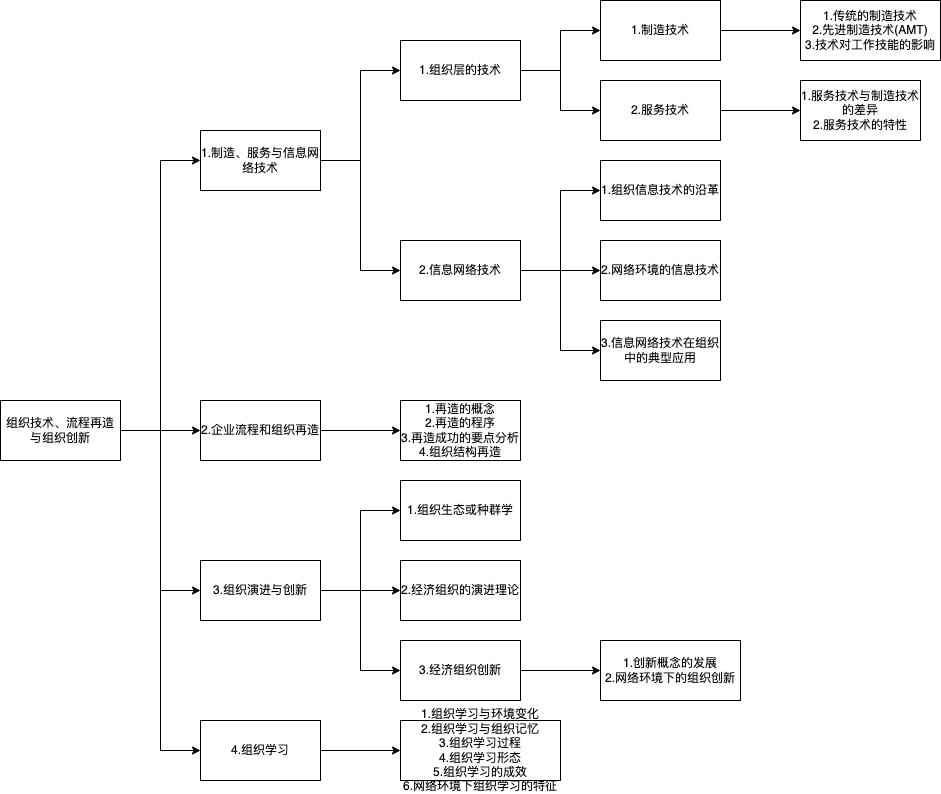 组织技术、流程再造
与组织创新
1.制造、服务与信息网
络技术
1.组织层的技术
1.制造技术
1.传统的制造技术
2.先进制造技术(AMT)
3.技术对工作技能的影响
2.服务技术
1.服务技术与制造技术
的差异
2.服务技术的特性
2.信息网络技术
1.组织信息技术的沿革
2.网络环境的信息技术
3.信息网络技术在组织
中的典型应用
2.企业流程和组织再造
1.再造的概念
2.再造的程序
3.再造成功的要点分析
4.组织结构再造
3.组织演进与创新
1.组织生态或种群学
2.经济组织的演进理论
3.经济组织创新
1.创新概念的发展
2.网络环境下的组织创新
4.组织学习
1.组织学习与环境变化
2.组织学习与组织记忆
3.组织学习过程
4.组织学习形态
5.组织学习的成效
6.网络环境下组织学习的特征